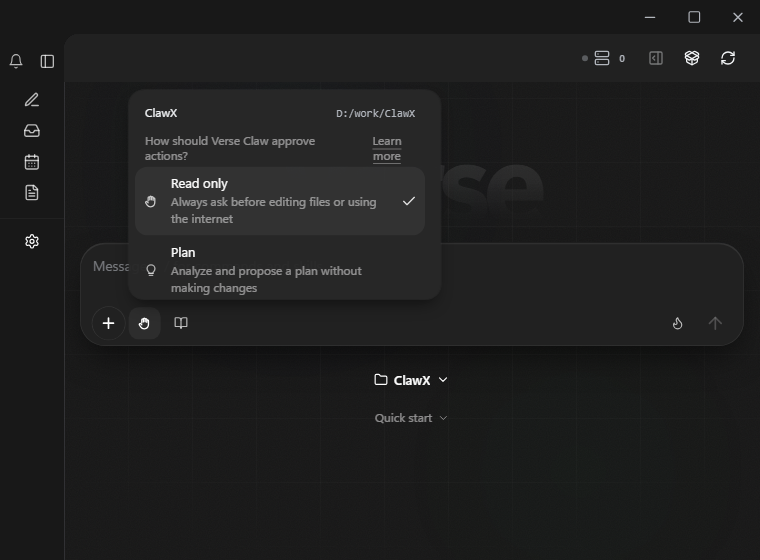 0
ClawX D:/work/ClawX
How should Verse Claw approve
actions?
Learn
more
Read only
Always ask before editing files or using
the internet
Plan
Analyze and propose a plan without
making changes
ClawX
Quick start